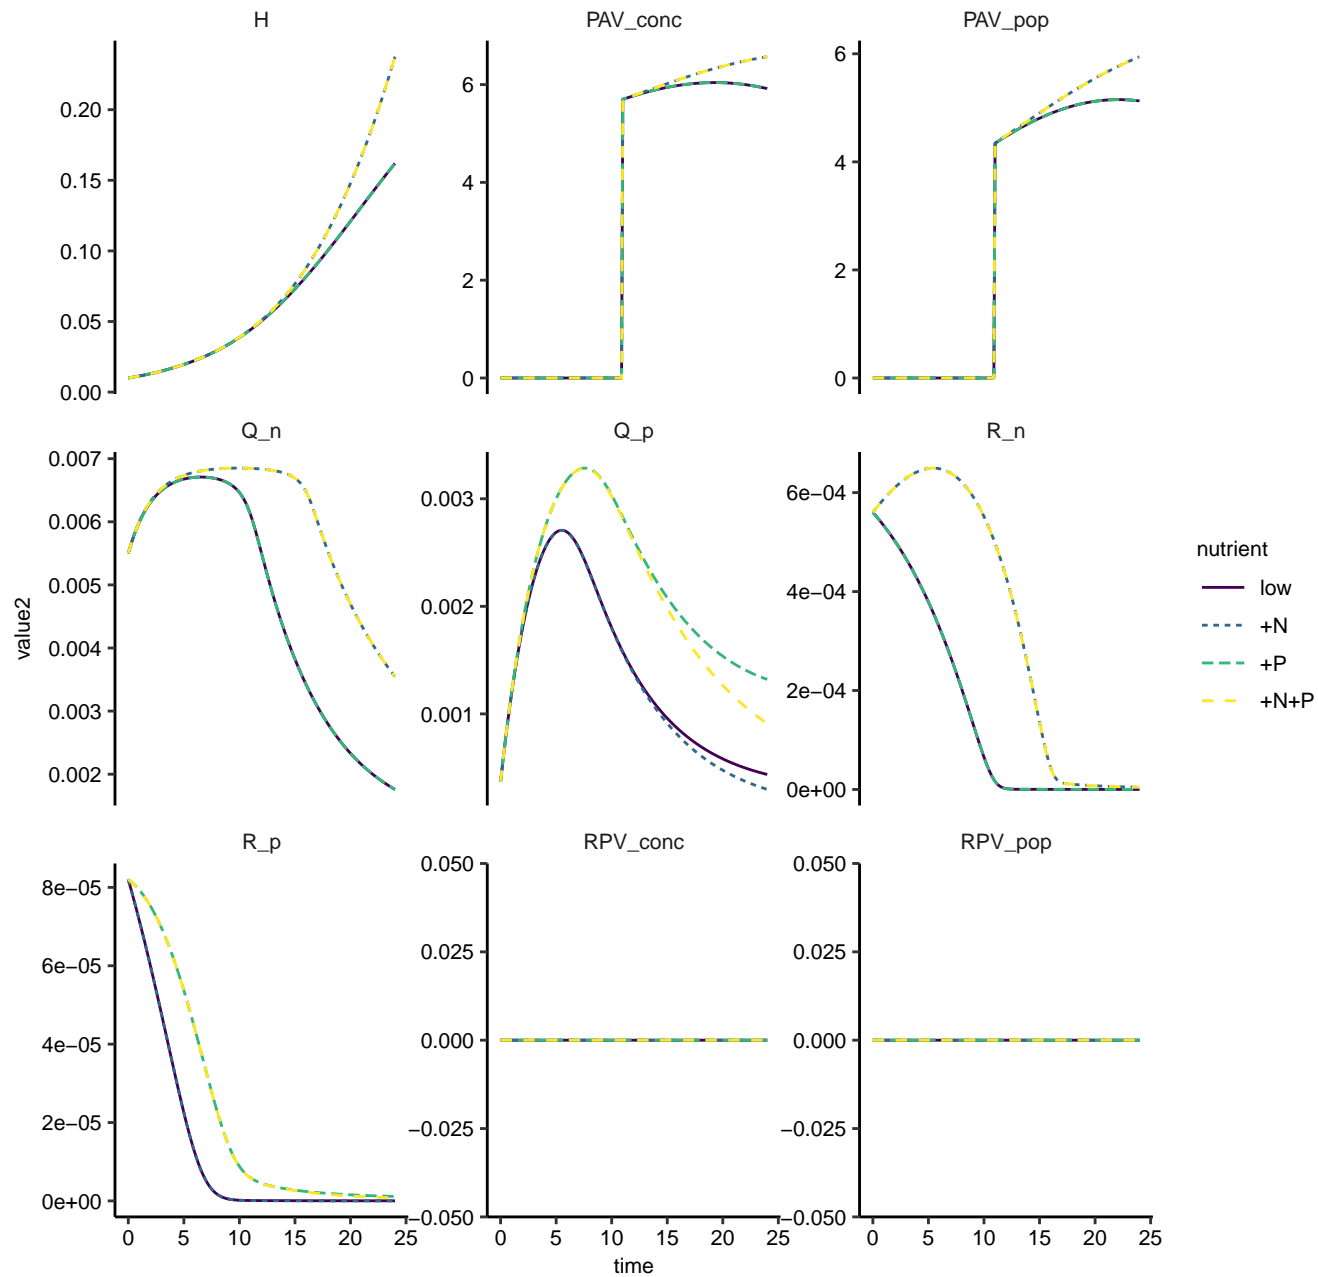 H
PAV_conc
PAV_pop
0.20
0.15
0.10
0.05
0.00
6
4
2
0
6
4
2
0
Q_n
Q_p
R_n
0.007
0.006
0.005
0.004
0.003
0.002
0.003
0.002
0.001
6e−04
4e−04
2e−04
0e+00
R_p
RPV_conc
RPV_pop
8e−05
6e−05
4e−05
2e−05
0e+00
0.050
0.025
0.000
−0.025
−0.050
0.050
0.025
0.000
−0.025
−0.050
0 5 10 15 20 25
0 5 10 15 20 25
0 5 10 15 20 25
time
value2
nutrient
low
+N
+P
+N+P